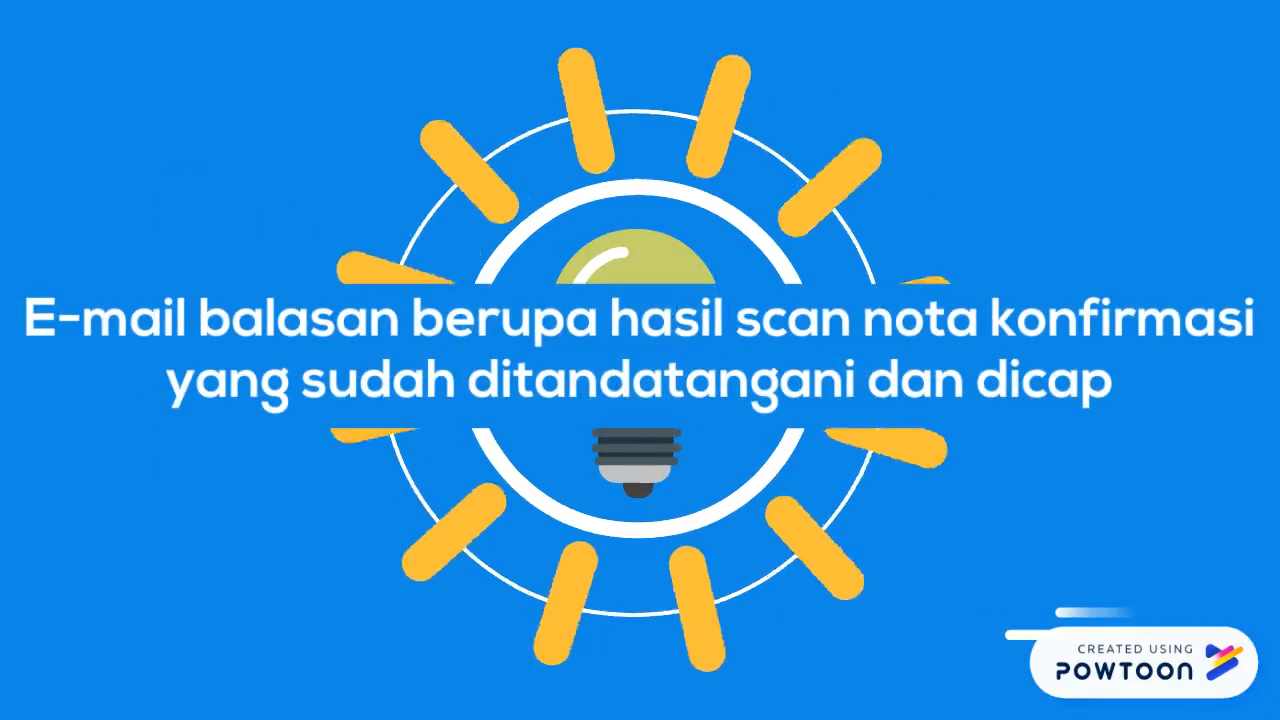 E-mail balasan berupa hasil scan nota konfirmasi
yang sudah ditandatangani dan dicap
CREATED USING
POWTOON